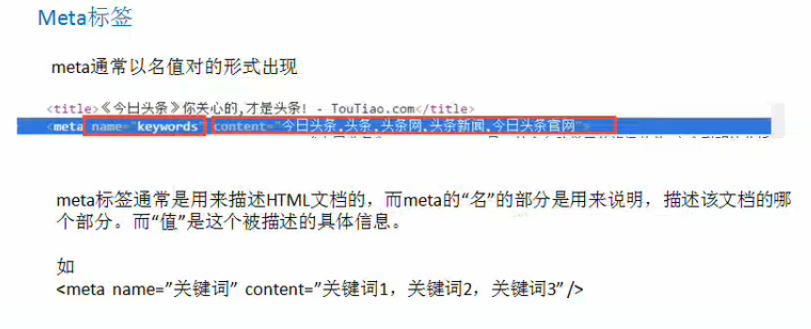 Meta标签
meta通常以名值对的形式出现
<title>《今日头条》你关心的,才是头条! - TouTiao.com</title>
<meta name="keywords" content="今日头条,头条,头条网,头条新闻,今日头条官网">
meta标签通常是用来描述HTML文档的，而meta的“名”的部分是用来说明，描述该文档的哪
个部分。而“值”是这个被描述的具体信息。
如
<meta name=”关键词” content=”关键词1，关键词2，关键词3”/>